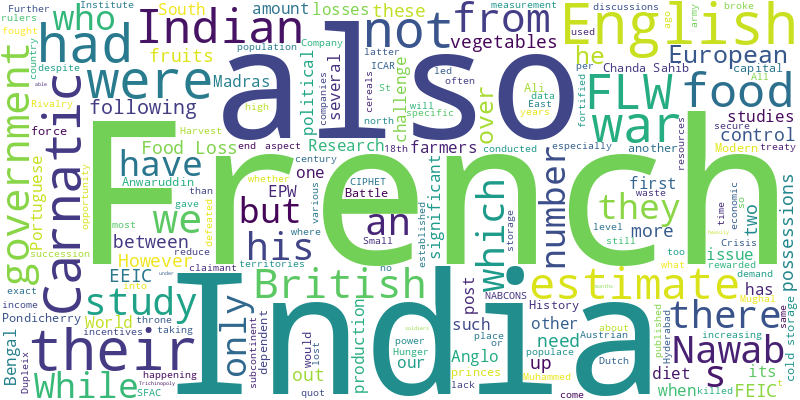 French
India
also
English
Indian
had
who
not
from
food
were
FLW
war
Carnatic
government
their
While
study
have
we
his
but
an
they
number
which
estimate
there
Nawab
British
only
European
he
over
control
possessions
following
between
However
Portuguese
South
fruits
amount
losses
these
vegetables
Madras
several
political
challenge
farmers
Research
Food Loss
one
EPW
Battle
significant
first
more
issue
two
has
its
diet
when
FEIC
EEIC
World
Pondicherry
Bengal
Dupleix
production
dependent
post
such
other
need
up
our
out
would
Anglo
princes
Chanda Sahib
studies
force
Anwaruddin
CIPHET
Small
claimant
territories
subcontinent
incentives
throne
taking
happening
SFAC
income
exact
into
succession
opportunity
Rivalry
Harvest
despite
country
rulers
Further
fought
Institute
measurement
population
Company
companies
latter
ICAR
cereals
St
often
led
will
specific
high
north
data
Ali
East
years
conducted
end
aspect
century
18th
whether
where
various
defeated
gave
than
most
reduce
able
discussions
ago
used
army
broke
per
capital
All
fortified
especially
another
secure
Modern
treaty
resources
waste
level
still
too
Crisis
rewarded
time
economic
so
demand
what
Mughal
established
storage
NABCONS
History
place
or
power
Hunger
populace
lost
lack
quot
no
Muhammed
come
Austrian
Dutch
about
published
Hyderabad
increasing
killed
same
cold storage
soldiers
months
Trichinopoly
under
s
t